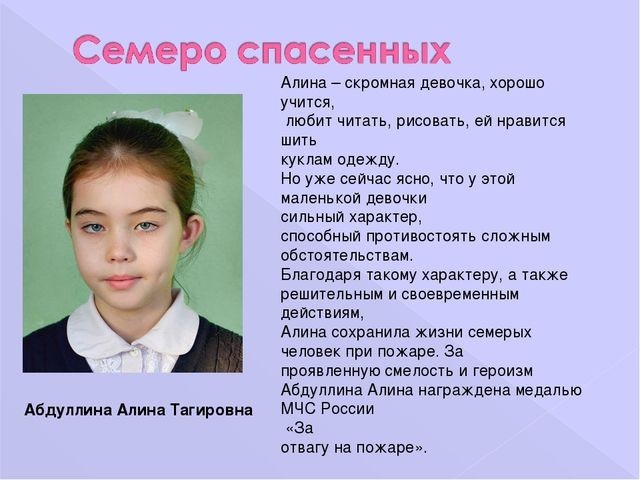 Семеро спасенных
Алина – скромная девочка, хорошо
учится,
любит читать, рисовать, ей нравится
шить
куклам одежду.
Но уже сейчас ясно, что у этой
маленькой девочки
сильный характер,
способный противостоять сложным
обстоятельствам.
Благодаря такому характеру, а также
решительным и своевременным
действиям,
Алина сохранила жизни семерых
человек при пожаре. За
проявленную смелость и героизм
Абдуллина Алина награждена медалью
МЧС России
«За
отвагу на пожаре».
Абдуллина Алина Тагировна